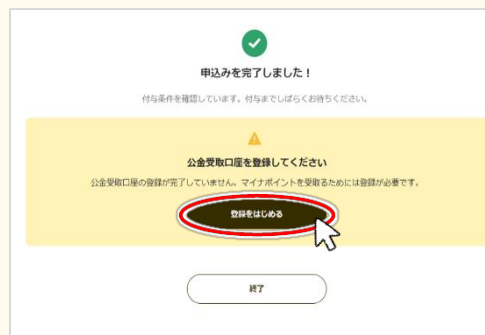 申込みを完了しました！
付与条件を確認しています。付与までしばらくお待ちください。
公金受取口座を登録してください
公金受取口座の登録が完了していません。マイナポイントを受取るためには登録が必要です。
登録をはじめる
終了